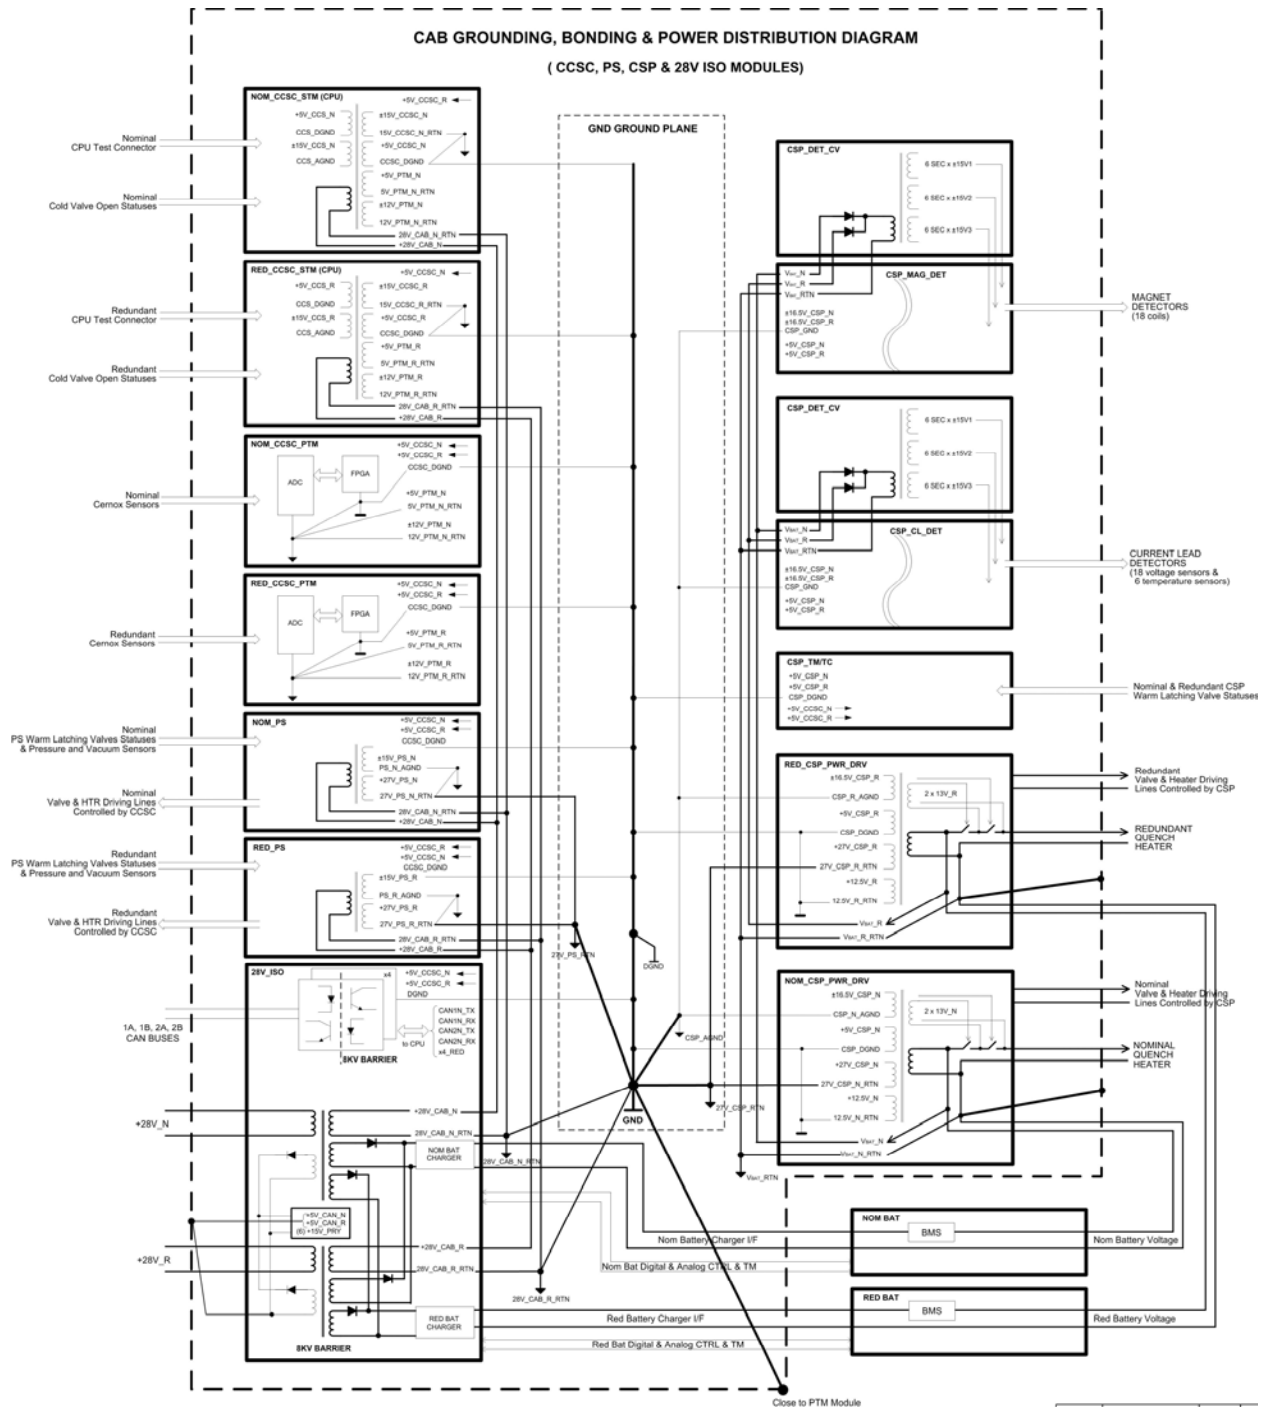 CAB GROUNDING, BONDING & POWER DISTRIBUTION DIAGRAM
( CCSC, PS, CSP & 28V ISO MODULES)
GND GROUND PLANE
NOM_CCSC_STM (CPU)
+5V_CCSC_R
+5V_CCS_N
±15V_CCSC_N
CCS_DGND
15V_CCSC_N_RTN
±15V_CCS_N
+5V_CCSC_N
CCS_AGND
CCSC_DGND
+5V_PTM_N
5V_PTM_N_RTN
±12V_PTM_N
12V_PTM_N_RTN
28V_CAB_N_RTN
+28V_CAB_N
Nominal
CPU Test Connector
Nominal
Cold Valve Open Statuses
RED_CCSC_STM (CPU)
+5V_CCSC_N
+5V_CCS_R
±15V_CCSC_R
CCS_DGND
15V_CCSC_R_RTN
±15V_CCS_R
+5V_CCSC_R
CCS_AGND
CCSC_DGND
+5V_PTM_R
5V_PTM_R_RTN
±12V_PTM_R
12V_PTM_R_RTN
28V_CAB_R_RTN
+28V_CAB_R
Redundant
CPU Test Connector
Redundant
Cold Valve Open Statuses
NOM_CCSC_PTM
+5V_CCSC_N
+5V_CCSC_R
CCSC_DGND
ADC
FPGA
+5V_PTM_N
5V_PTM_N_RTN
±12V_PTM_N
12V_PTM_N_RTN
Nominal
Cernox Sensors
RED_CCSC_PTM
+5V_CCSC_N
+5V_CCSC_R
CCSC_DGND
ADC
FPGA
+5V_PTM_R
5V_PTM_R_RTN
±12V_PTM_R
12V_PTM_R_RTN
Redundant
Cernox Sensors
NOM_PS
+5V_CCSC_N
+5V_CCSC_R
CCSC_DGND
±15V_PS_N
PS_N_AGND
+27V_PS_N
27V_PS_N_RTN
28V_CAB_N_RTN
+28V_CAB_N
Nominal
PS Warm Latching Valves Statuses
& Pressure and Vacuum Sensors
Nominal
Valve & HTR Driving Lines
Controlled by CCSC
RED_PS
+5V_CCSC_R
+5V_CCSC_N
CCSC_DGND
±15V_PS_R
PS_R_AGND
+27V_PS_R
27V_PS_R_RTN
28V_CAB_R_RTN
+28V_CAB_R
Redundant
PS Warm Latching Valves Statuses
& Pressure and Vacuum Sensors
Redundant
Valve & HTR Driving Lines
Controlled by CCSC
28V_ISO
x4
+5V_CCSC_N
+5V_CCSC_R
DGND
CAN1N_TX
CAN1N_RX
CAN2N_TX
CAN2N_RX
x4_RED
to CPU
8KV BARRIER
1A, 1B, 2A, 2B
CAN BUSES
+28V_N
+28V_CAB_N
28V_CAB_N_RTN
NOM BAT
CHARGER
+5V_CAN_N
+5V_CAN_R
(6) +15V_PRY
+28V_R
+28V_CAB_R
28V_CAB_R_RTN
RED BAT
CHARGER
8KV BARRIER
27V_PS_RTN
DGND
CSP_AGND
GND
27V_CSP_RTN
28V_CAB_N_RTN
28V_CAB_R_RTN
VBAT_RTN
CSP_DET_CV
6 SEC x ±15V1
6 SEC x ±15V2
6 SEC x ±15V3
CSP_MAG_DET
VBAT_N
VBAT_R
VBAT_RTN
±16.5V_CSP_N
±16.5V_CSP_R
CSP_GND
+5V_CSP_N
+5V_CSP_R
MAGNET
DETECTORS
(18 coils)
CSP_DET_CV
6 SEC x ±15V1
6 SEC x ±15V2
6 SEC x ±15V3
CSP_CL_DET
VBAT_N
VBAT_R
VBAT_RTN
±16.5V_CSP_N
±16.5V_CSP_R
CSP_GND
+5V_CSP_N
+5V_CSP_R
CURRENT LEAD
DETECTORS
(18 voltage sensors &
6 temperature sensors)
CSP_TM/TC
+5V_CSP_N
+5V_CSP_R
CSP_DGND
+5V_CCSC_N
+5V_CCSC_R
Nominal & Redundant CSP
Warm Latching Valve Statuses
RED_CSP_PWR_DRV
±16.5V_CSP_R
CSP_R_AGND
2 x 13V_R
+5V_CSP_R
CSP_DGND
+27V_CSP_R
27V_CSP_R_RTN
+12.5V_R
12.5V_R_RTN
VBAT_R
VBAT_R_RTN
Redundant
Valve & Heater Driving
Lines Controlled by CSP
REDUNDANT
QUENCH
HEATER
NOM_CSP_PWR_DRV
±16.5V_CSP_N
CSP_N_AGND
2 x 13V_N
+5V_CSP_N
CSP_DGND
+27V_CSP_N
27V_CSP_N_RTN
+12.5V_N
12.5V_N_RTN
VBAT_N
VBAT_N_RTN
Nominal
Valve & Heater Driving
Lines Controlled by CSP
NOMINAL
QUENCH
HEATER
NOM BAT
BMS
Nom Battery Charger I/F
Nom Battery Voltage
Nom Bat Digital & Analog CTRL & TM
RED BAT
BMS
Red Battery Charger I/F
Red Battery Voltage
Red Bat Digital & Analog CTRL & TM
Close to PTM Module